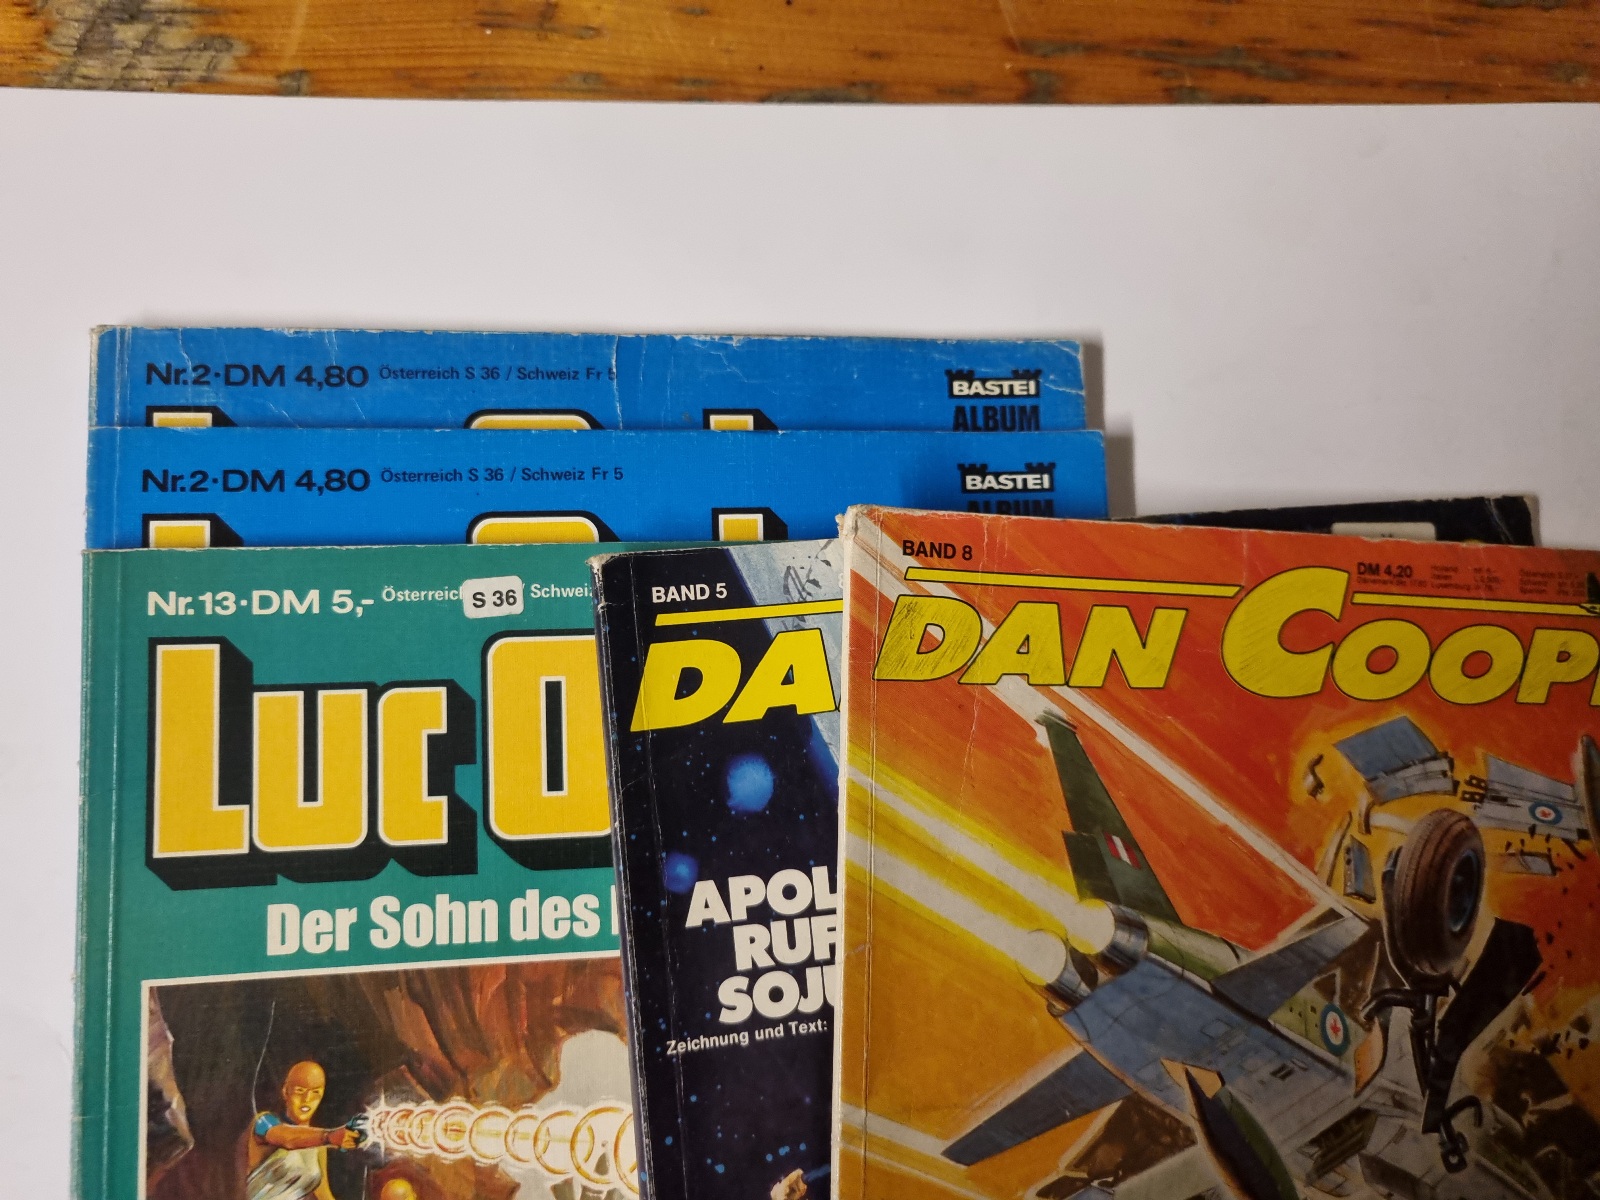 Nr.2·DM 4,80 Österreich S 36 / Schweiz Fr 5
BASTEI
ALBUM
Nr.2·DM 4,80 Österreich S 36 / Schweiz Fr 5
BASTEI
ALBUM
Nr.13·DM 5,- Österreich S 36 Schweiz
LUC O
Der Sohn des
BAND 5
DA
APOL
RUF
SOJU
Zeichnung und Text:
BAND 8
DM 4,20
DAN COOP